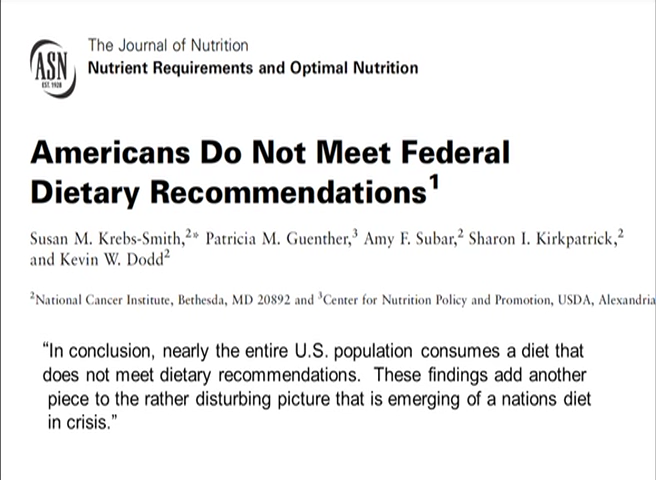 The Journal of Nutrition
Nutrient Requirements and Optimal Nutrition
ASN
EST. 1928
Americans Do Not Meet Federal
Dietary Recommendations¹
Susan M. Krebs-Smith,²* Patricia M. Guenther,³ Amy F. Subar,² Sharon I. Kirkpatrick,²
and Kevin W. Dodd²
²National Cancer Institute, Bethesda, MD 20892 and ³Center for Nutrition Policy and Promotion, USDA, Alexandria
“In conclusion, nearly the entire U.S. population consumes a diet that
does not meet dietary recommendations. These findings add another
piece to the rather disturbing picture that is emerging of a nations diet
in crisis.”